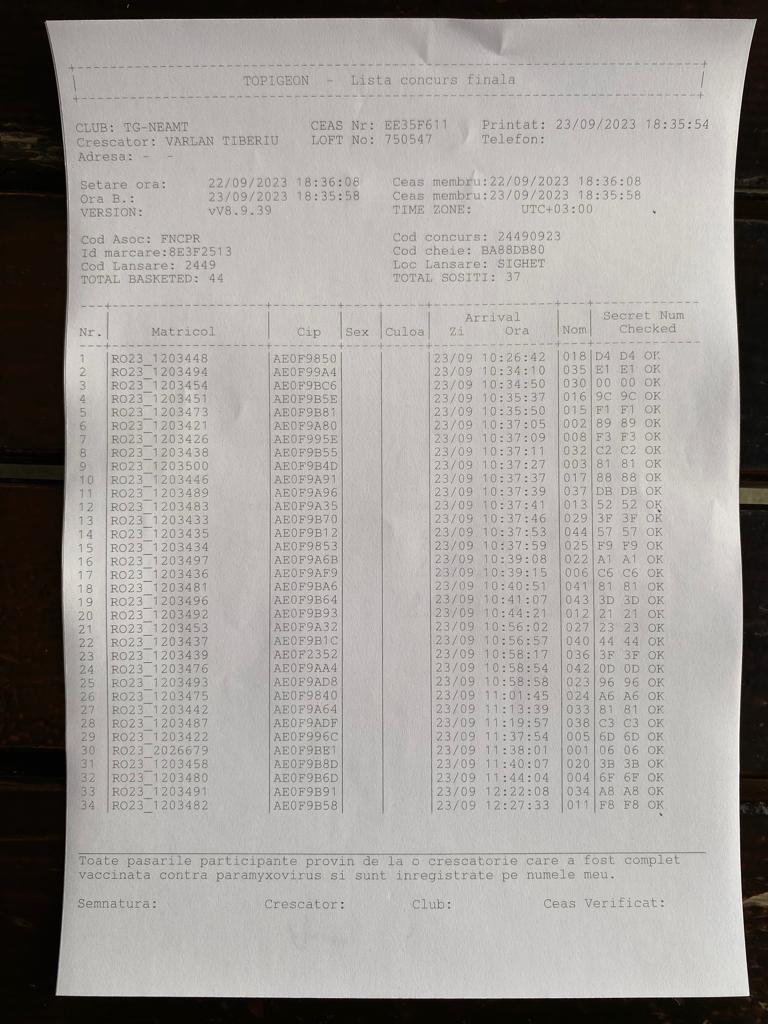 TOPIGEON - Lista concurs finala
CLUB: TG-NEAMT CEAS Nr: EE35F611 Printat: 23/09/2023 18:35:54
Crescator: VARLAN TIBERIU LOFT No: 750547 Telefon:
Adresa: - -
Setare ora: 22/09/2023 18:36:08 Ceas membru:22/09/2023 18:36:08
Ora B.: 23/09/2023 18:35:58 Ceas membru:23/09/2023 18:35:58
VERSION: vV8.9.39 TIME ZONE: UTC+03:00
Cod Asoc: FNCPR Cod concurs: 24490923
Id marcare:8E3F2513 Cod cheie: BA88DB80
Cod Lansare: 2449 Loc Lansare: SIGHET
TOTAL BASKETED: 44 TOTAL SOSITI: 37
Arrival Secret Num
Nr. Matricol Cip Sex Culoa Zi Ora Nom Checked
1 RO23_1203448 AE0F9850 23/09 10:26:42 018 D4 D4 OK
2 RO23_1203494 AE0F99A4 23/09 10:34:10 035 E1 E1 OK
3 RO23_1203454 AE0F9BC6 23/09 10:34:50 030 00 00 OK
4 RO23_1203451 AE0F9B5E 23/09 10:35:37 016 9C 9C OK
5 RO23_1203473 AE0F9B81 23/09 10:35:50 015 F1 F1 OK
6 RO23_1203421 AE0F9A80 23/09 10:37:05 002 89 89 OK
7 RO23_1203426 AE0F995E 23/09 10:37:09 008 F3 F3 OK
8 RO23_1203438 AE0F9B55 23/09 10:37:11 032 C2 C2 OK
9 RO23_1203500 AE0F9B4D 23/09 10:37:27 003 81 81 OK
10 RO23_1203446 AE0F9A91 23/09 10:37:37 017 88 88 OK
11 RO23_1203489 AE0F9A96 23/09 10:37:39 037 DB DB OK
12 RO23_1203483 AE0F9A35 23/09 10:37:41 013 52 52 OK
13 RO23_1203433 AE0F9B70 23/09 10:37:46 029 3F 3F OK
14 RO23_1203435 AE0F9B12 23/09 10:37:53 044 57 57 OK
15 RO23_1203434 AE0F9853 23/09 10:37:59 025 F9 F9 OK
16 RO23_1203497 AE0F9A6B 23/09 10:39:08 022 A1 A1 OK
17 RO23_1203436 AE0F9AF9 23/09 10:39:15 006 C6 C6 OK
18 RO23_1203481 AE0F9BA6 23/09 10:40:51 041 81 81 OK
19 RO23_1203496 AE0F9B64 23/09 10:41:07 043 3D 3D OK
20 RO23_1203492 AE0F9B93 23/09 10:44:21 012 21 21 OK
21 RO23_1203453 AE0F9A32 23/09 10:56:02 027 23 23 OK
22 RO23_1203437 AE0F9B1C 23/09 10:56:57 040 44 44 OK
23 RO23_1203439 AE0F2352 23/09 10:58:17 036 3F 3F OK
24 RO23_1203476 AE0F9AA4 23/09 10:58:54 042 0D 0D OK
25 RO23_1203493 AE0F9AD8 23/09 10:58:58 023 96 96 OK
26 RO23_1203475 AE0F9840 23/09 11:01:45 024 A6 A6 OK
27 RO23_1203442 AE0F9A64 23/09 11:13:39 033 81 81 OK
28 RO23_1203487 AE0F9ADF 23/09 11:19:57 038 C3 C3 OK
29 RO23_1203422 AE0F996C 23/09 11:37:54 005 6D 6D OK
30 RO23_2026679 AE0F9BE1 23/09 11:38:01 001 06 06 OK
31 RO23_1203458 AE0F9B8D 23/09 11:40:07 020 3B 3B OK
32 RO23_1203480 AE0F9B6D 23/09 11:44:04 004 6F 6F OK
33 RO23_1203491 AE0F9B91 23/09 12:22:08 034 A8 A8 OK
34 RO23_1203482 AE0F9B58 23/09 12:27:33 011 F8 F8 OK
Toate pasarile participante provin de la o crescatorie care a fost complet
vaccinata contra paramyxovirus si sunt inregistrate pe numele meu.
Semnatura: Crescator: Club: Ceas Verificat: